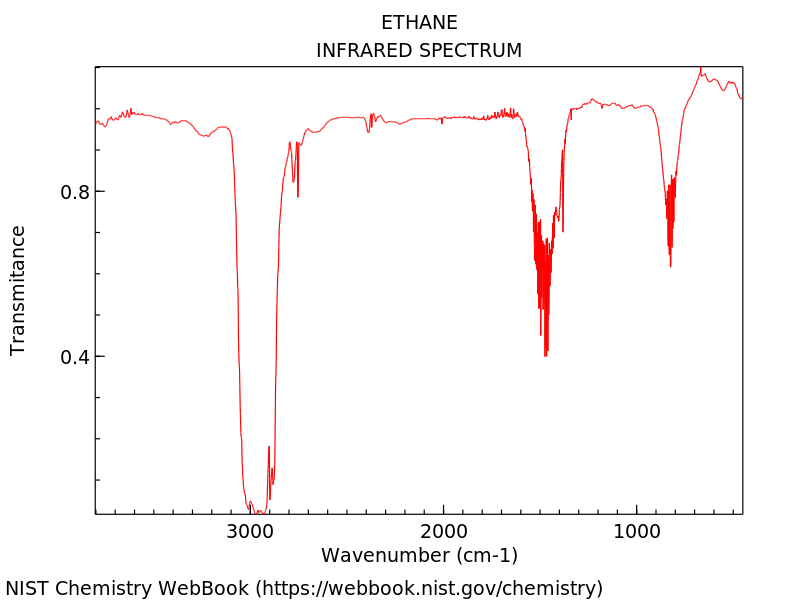 ETHANE
INFRARED SPECTRUM
Transmitance
0.8
0.4
3000
2000
1000
Wavenumber (cm-1)
NIST Chemistry WebBook (https://webbook.nist.gov/chemistry)